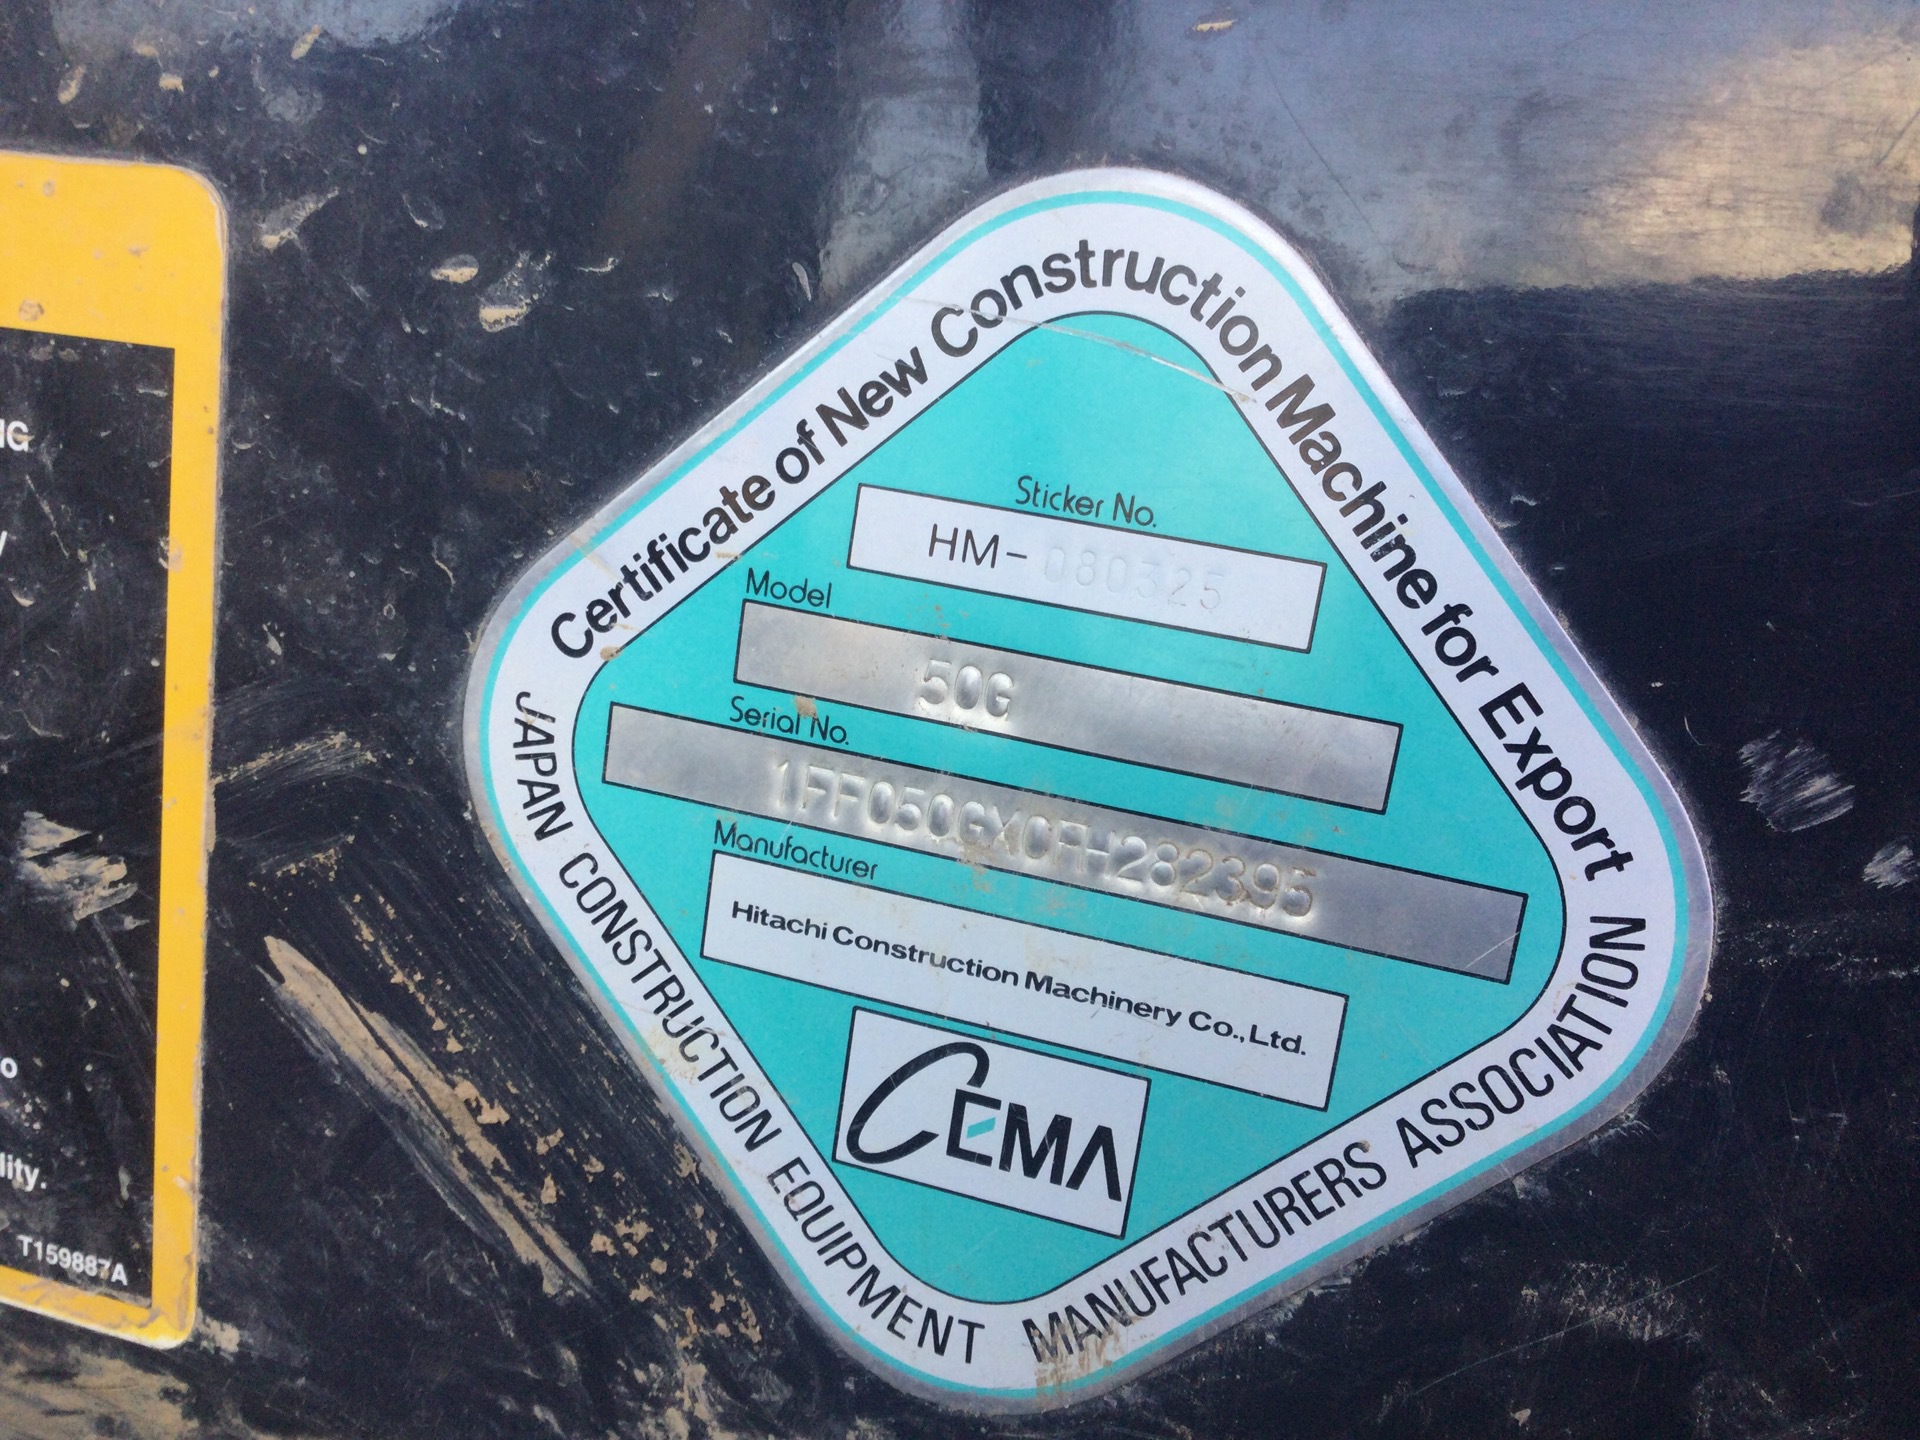 Certificate of New Construction Machine for Export
Sticker No.
HM-080325
Model
50G
Serial No.
1FF050GXCFH282395
Manufacturer
Hitachi Construction Machinery Co.,Ltd.
CEMA
JAPAN CONSTRUCTION EQUIPMENT MANUFACTURERS ASSOCIATION
T159887A